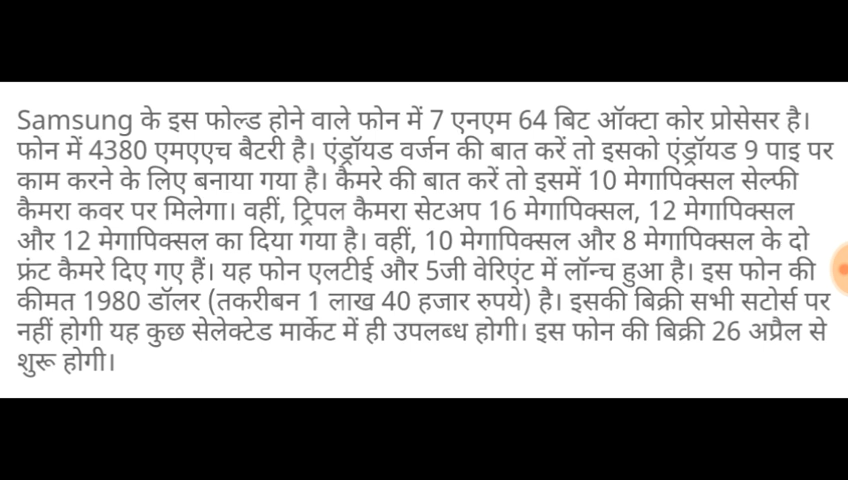 Samsung के इस फोल्ड होने वाले फोन में 7 एनएम 64 बिट ऑक्टा कोर प्रोसेसर है।
फोन में 4380 एमएएच बैटरी है। एंड्रॉयड वर्जन की बात करें तो इसको एंड्रॉयड 9 पाइ पर
काम करने के लिए बनाया गया है। कैमरे की बात करें तो इसमें 10 मेगापिक्सल सेल्फी
कैमरा कवर पर मिलेगा। वहीं, ट्रिपल कैमरा सेटअप 16 मेगापिक्सल, 12 मेगापिक्सल
और 12 मेगापिक्सल का दिया गया है। वहीं, 10 मेगापिक्सल और 8 मेगापिक्सल के दो
फ्रंट कैमरे दिए गए हैं। यह फोन एलटीई और 5जी वेरिएंट में लॉन्च हुआ है। इस फोन की
कीमत 1980 डॉलर (तकरीबन 1 लाख 40 हजार रुपये) है। इसकी बिक्री सभी सटोर्स पर
नहीं होगी यह कुछ सेलेक्टेड मार्केट में ही उपलब्ध होगी। इस फोन की बिक्री 26 अप्रैल से
शुरू होगी।